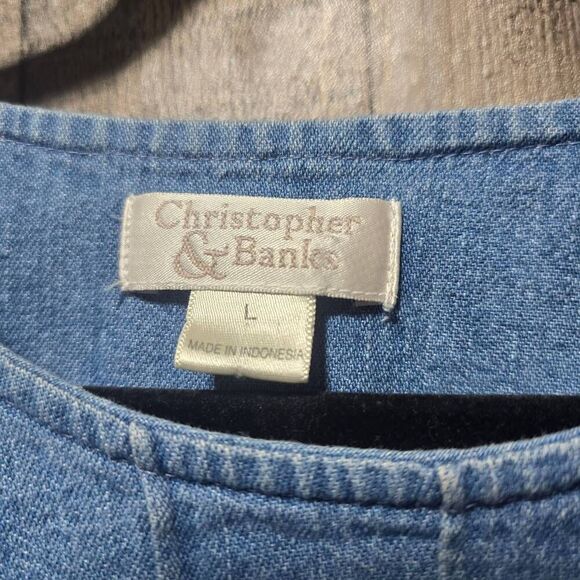 Christopher
& Banks
L
MADE IN INDONESIA